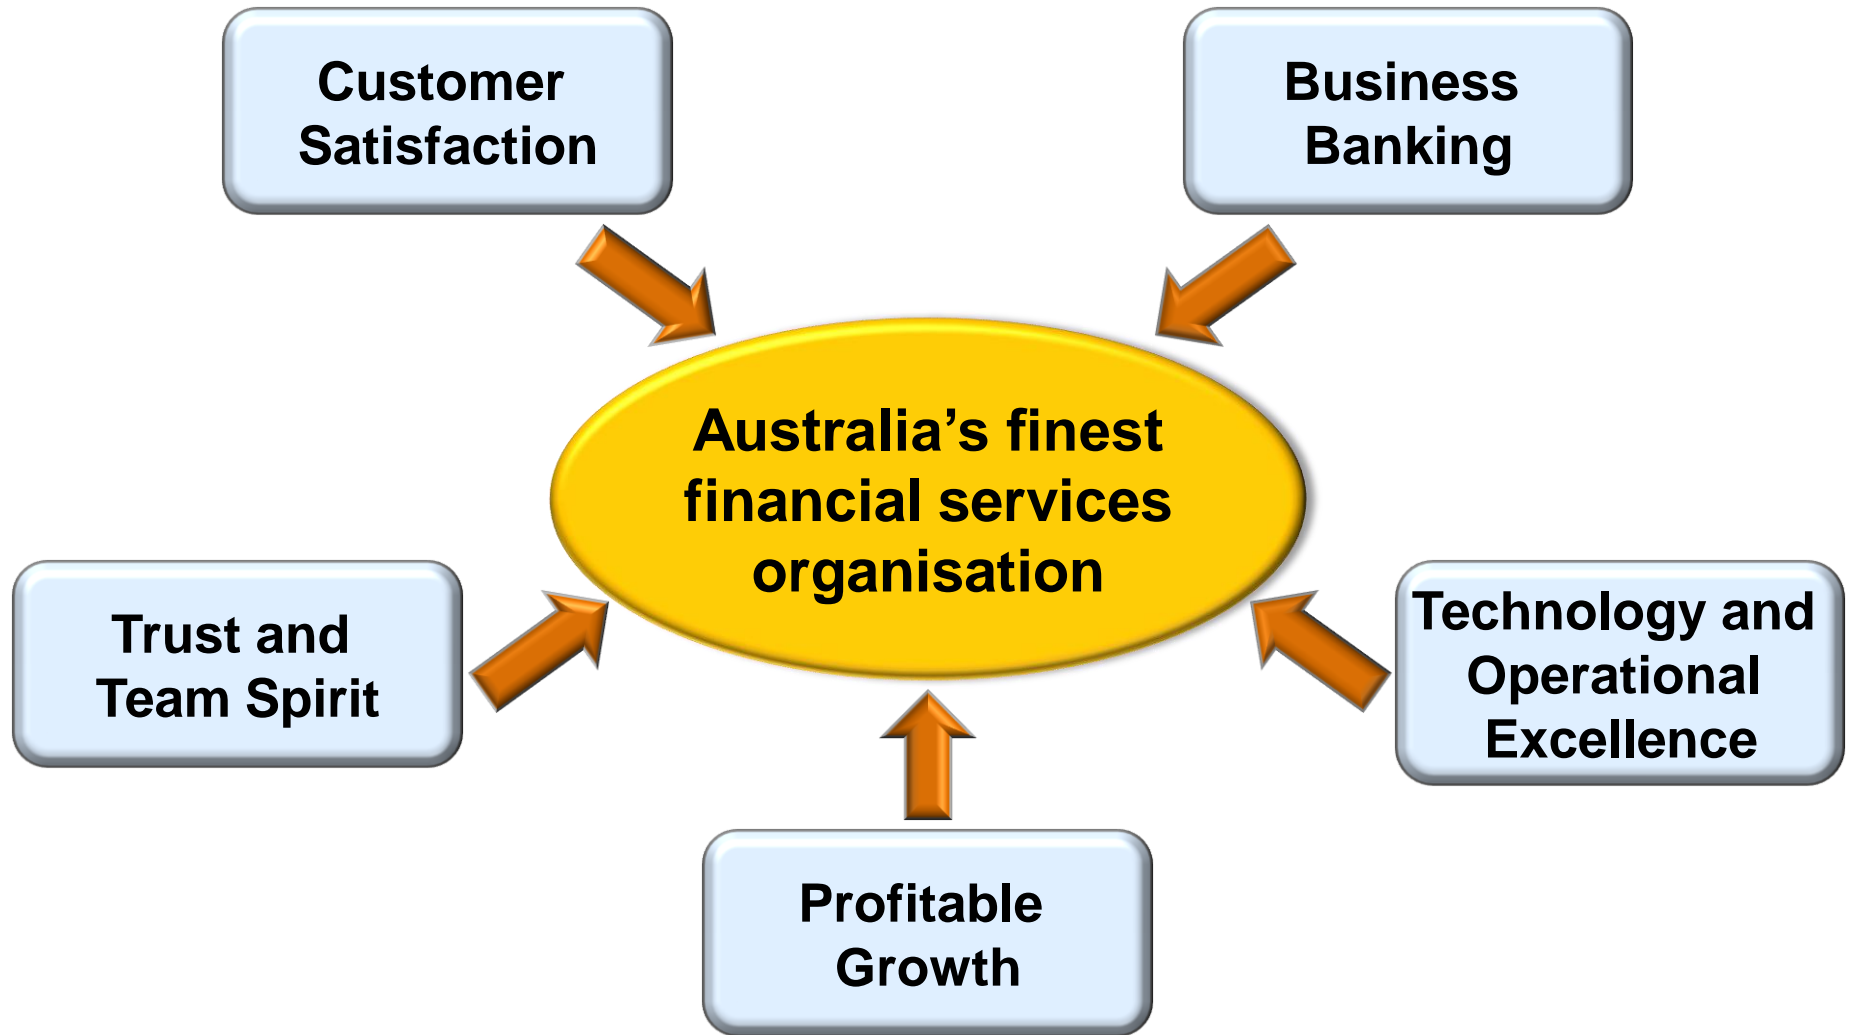 Customer
Satisfaction
Business
Banking
Australia’s finest
financial services
organisation
Trust and
Team Spirit
Technology and
Operational
Excellence
Profitable
Growth